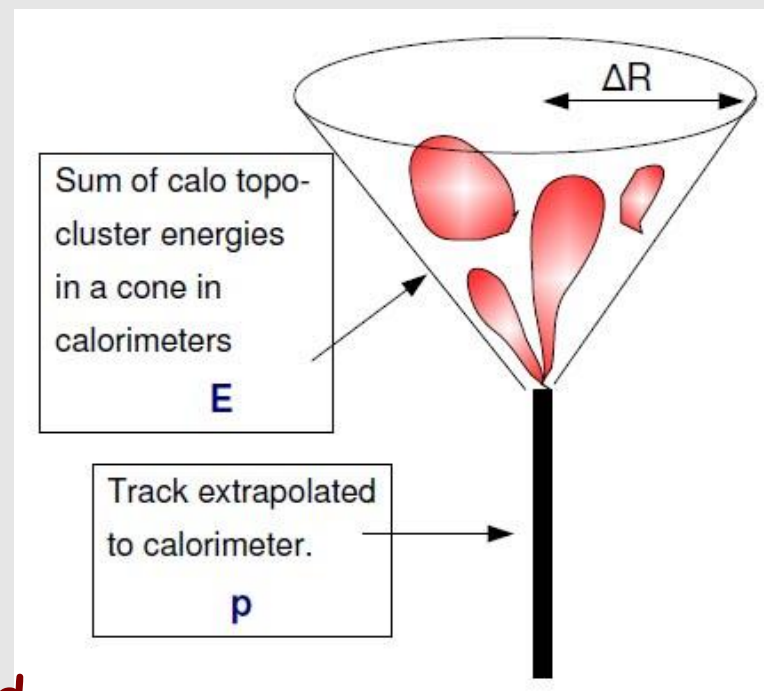 ΔR
Sum of calo topo-
cluster energies
in a cone in
calorimeters
E
Track extrapolated
to calorimeter.
p